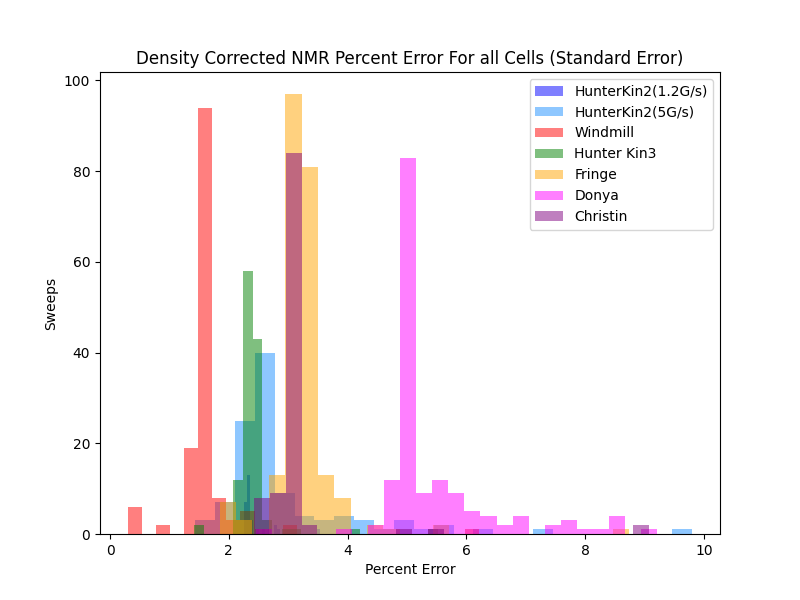 Density Corrected NMR Percent Error For all Cells (Standard Error)
HunterKin2(1.2G/s)
HunterKin2(5G/s)
Windmill
Hunter Kin3
Fringe
Donya
Christin
Sweeps
100
80
60
40
20
0
0 2 4 6 8 10
Percent Error